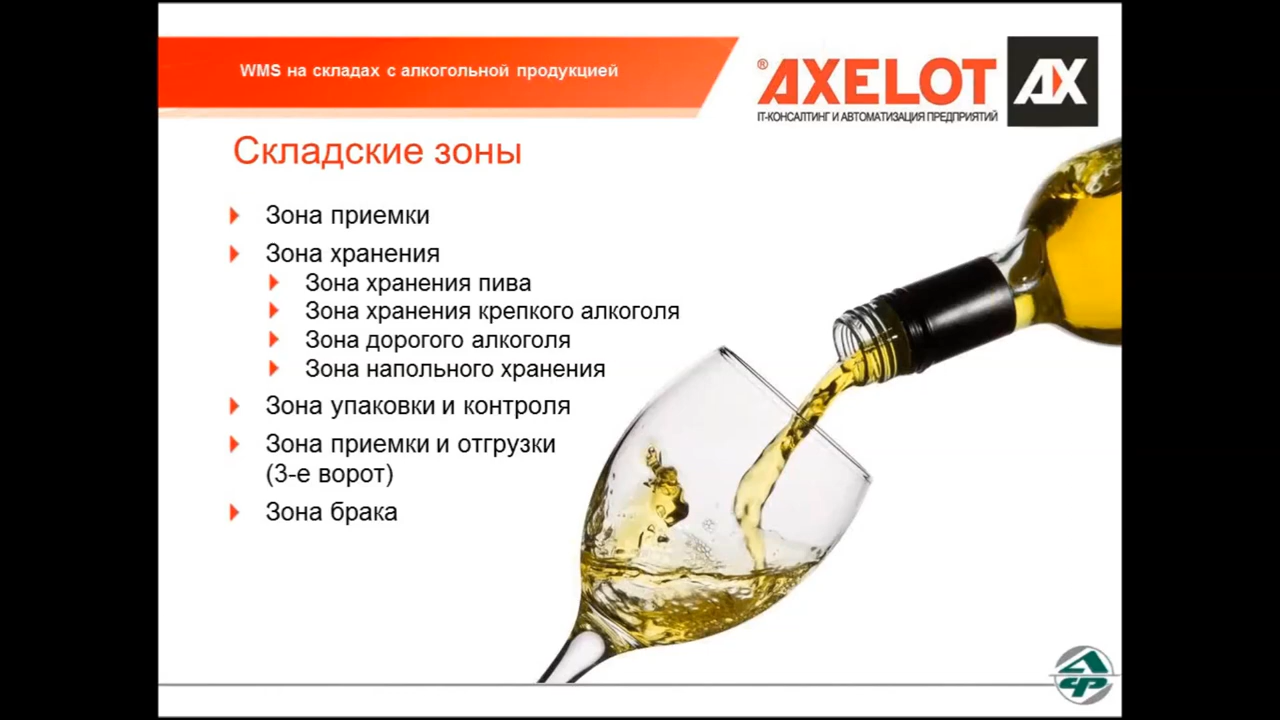 WMS на складах с алкогольной продукцией
® AXELOT AX
IT-КОНСАЛТИНГ И АВТОМАТИЗАЦИЯ ПРЕДПРИЯТИЙ
Складские зоны
Зона приемки
Зона хранения
Зона хранения пива
Зона хранения крепкого алкоголя
Зона дорогого алкоголя
Зона напольного хранения
Зона упаковки и контроля
Зона приемки и отгрузки
(3-е ворот)
Зона брака